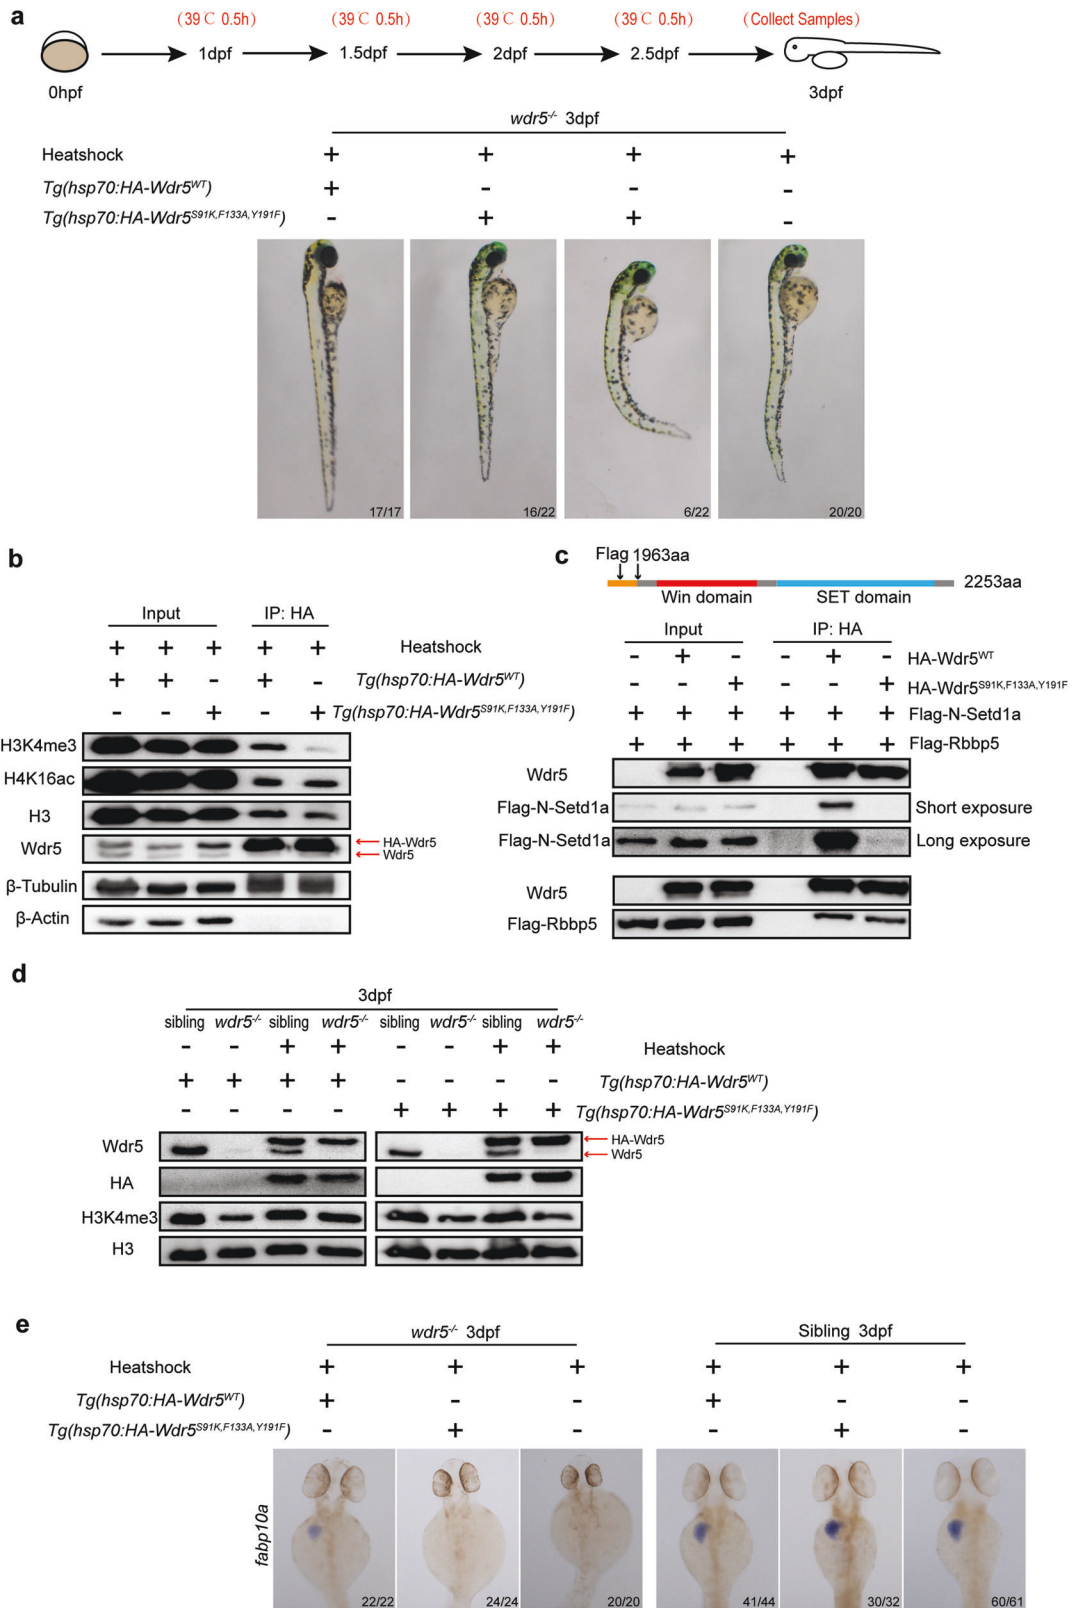 a
(39℃ 0.5h) (39℃ 0.5h) (39℃ 0.5h) (39℃ 0.5h) (Collect Samples)
1dpf 1.5dpf 2dpf 2.5dpf
0hpf 3dpf
wdr5-/- 3dpf
Heatshock + + + +
Tg(hsp70:HA-Wdr5WT) + - - -
Tg(hsp70:HA-Wdr5S91K,F133A,Y191F) - + + -
17/17 16/22 6/22 20/20
b
Input IP: HA
+ + + + + Heatshock
+ + - + - Tg(hsp70:HA-Wdr5WT)
- - + - + Tg(hsp70:HA-Wdr5S91K,F133A,Y191F)
H3K4me3
H4K16ac
H3
Wdr5 HA-Wdr5
Wdr5
β-Tubulin
β-Actin
c
Flag 1963aa
2253aa
Win domain SET domain
Input IP: HA
- + - - + - HA-Wdr5WT
- - + - - + HA-Wdr5S91K,F133A,Y191F
+ + + + + + Flag-N-Setd1a
+ + + + + + Flag-Rbbp5
Wdr5
Flag-N-Setd1a Short exposure
Flag-N-Setd1a Long exposure
Wdr5
Flag-Rbbp5
d
3dpf
sibling wdr5-/- sibling wdr5-/- sibling wdr5-/- sibling wdr5-/-
- - + + - - + + Heatshock
+ + + + - - - - Tg(hsp70:HA-Wdr5WT)
- - - - + + + + Tg(hsp70:HA-Wdr5S91K,F133A,Y191F)
Wdr5 HA-Wdr5
Wdr5
HA
H3K4me3
H3
e
wdr5-/- 3dpf Sibling 3dpf
Heatshock + + + + + +
Tg(hsp70:HA-Wdr5WT) + - - + - -
Tg(hsp70:HA-Wdr5S91K,F133A,Y191F) - + - - + -
fabp10a
22/22 24/24 20/20 41/44 30/32 60/61